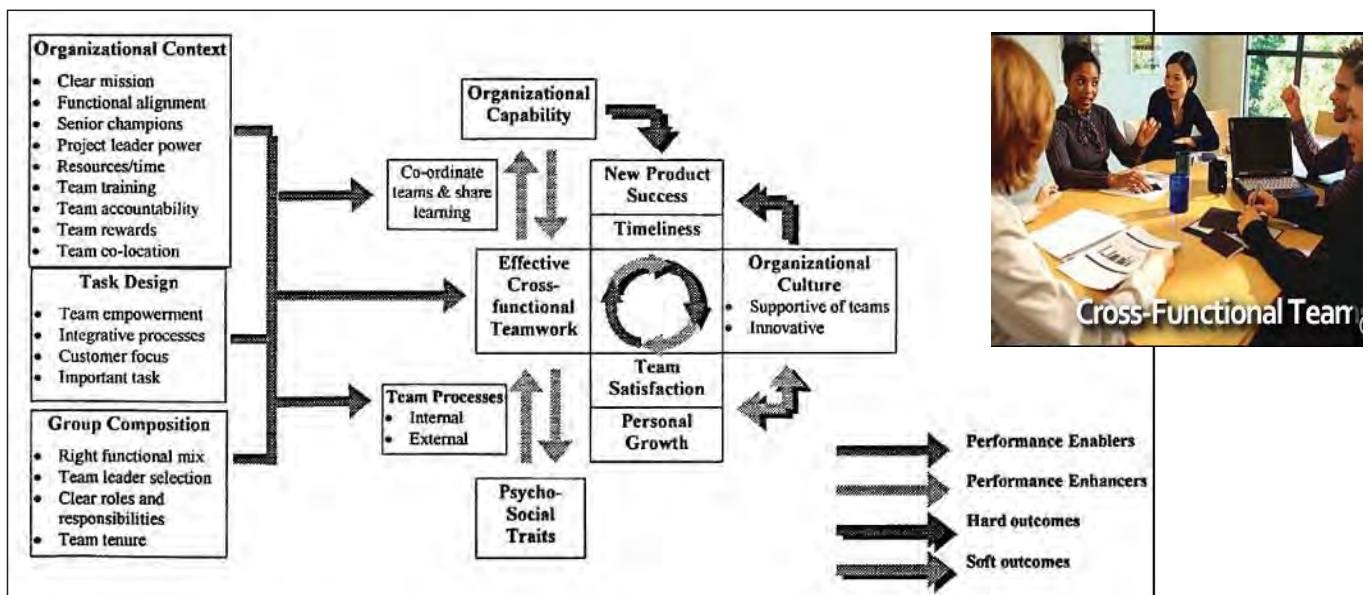 Organizational Context
• Clear mission
• Functional alignment
• Senior champions
• Project leader power
• Resources/time
• Team training
• Team accountability
• Team rewards
• Team co-location
Task Design
• Team empowerment
• Integrative processes
• Customer focus
• Important task
Group Composition
• Right functional mix
• Team leader selection
• Clear roles and
responsibilities
• Team tenure
Co-ordinate
teams & share
learning
Team Processes
• Internal
• External
Organizational
Capability
Effective
Cross-
functional
Teamwork
Psycho-
Social
Traits
New Product
Success
Timeliness
Team
Satisfaction
Personal
Growth
Organizational
Culture
• Supportive of teams
• Innovative
Performance Enablers
Performance Enhancers
Hard outcomes
Soft outcomes
Cross-Functional Team